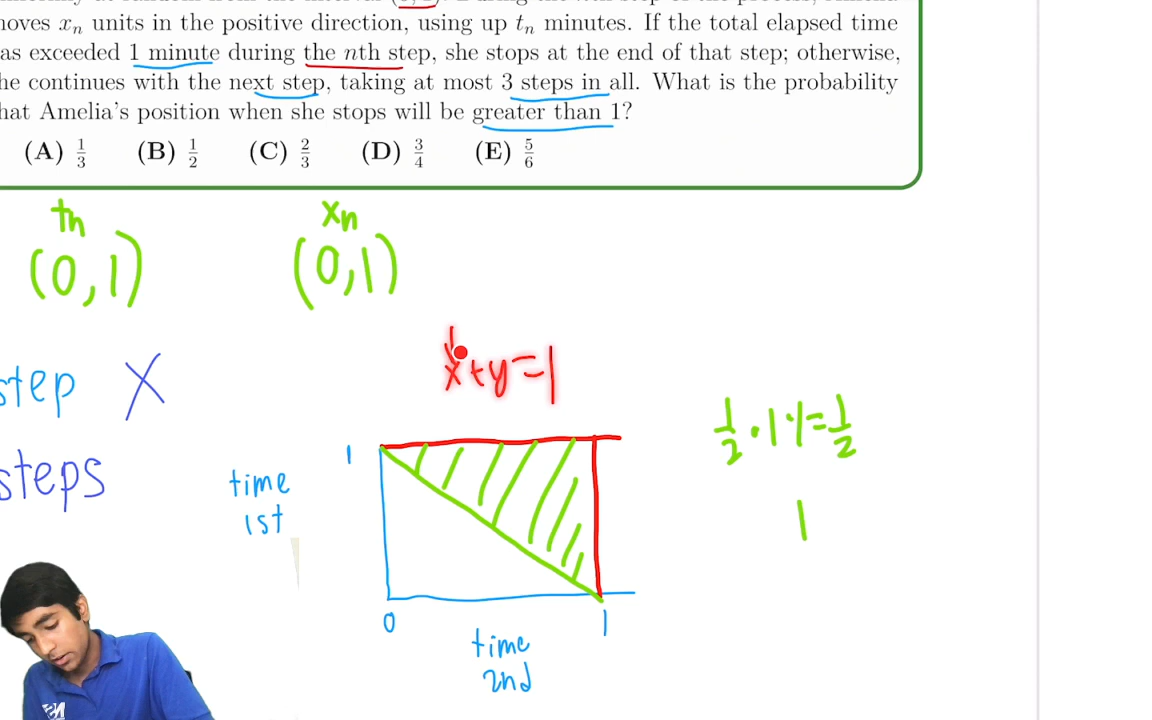 noves xₙ units in the positive direction, using up tₙ minutes. If the total elapsed time
as exceeded 1 minute during the nth step, she stops at the end of that step; otherwise,
he continues with the next step, taking at most 3 steps in all. What is the probability
hat Amelia's position when she stops will be greater than 1?
(A) 1/3 (B) 1/2 (C) 2/3 (D) 3/4 (E) 5/6
tn xn
(0,1) (0,1)
x+y=1
step X
1/2 · 1 · 1 = 1/2
1
steps
time
1st
1
0 1
time
2nd